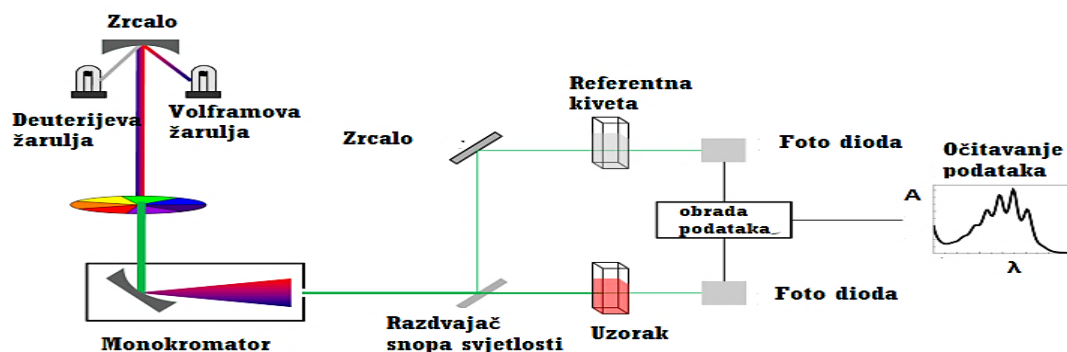 Zrcalo
Deuterijeva
žarulja
Volframova
žarulja
Monokromator
Zrcalo
Razdvajač
snopa svjetlosti
Referentna
kiveta
Uzorak
Foto dioda
obrada
podataka
Foto dioda
Očitavanje
podataka
A
λ